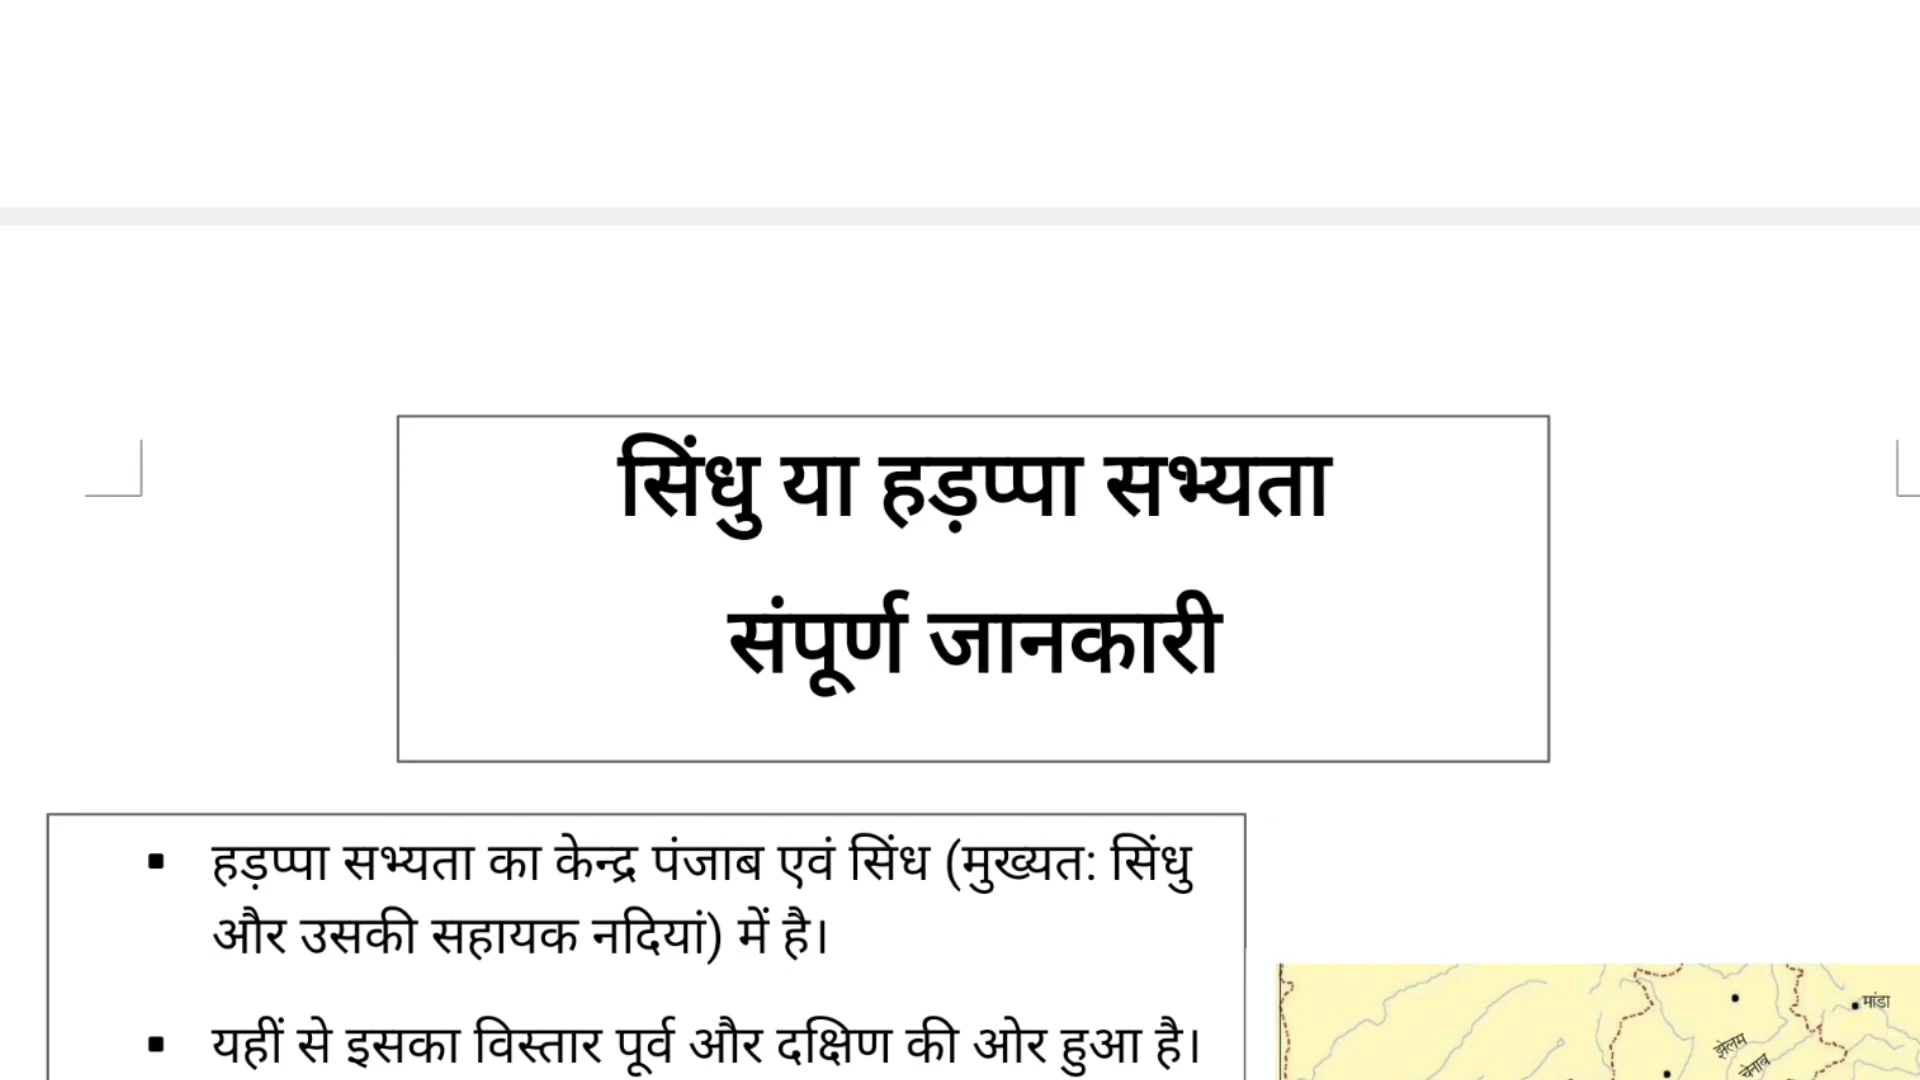 सिंधु या हड़प्पा सभ्यता
संपूर्ण जानकारी
हड़प्पा सभ्यता का केन्द्र पंजाब एवं सिंध (मुख्यत: सिंधु
और उसकी सहायक नदियां) में है।
यहीं से इसका विस्तार पूर्व और दक्षिण की ओर हुआ है।
मांडा
झेलम
चेनाब